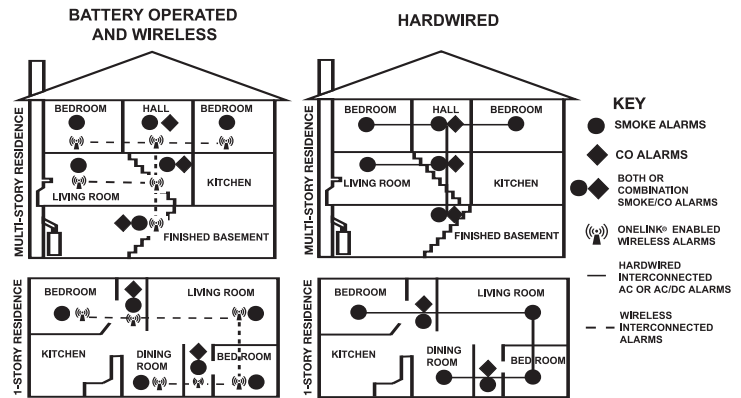 BATTERY OPERATED
AND WIRELESS
HARDWIRED
MULTI-STORY RESIDENCE
BEDROOM
HALL
BEDROOM
LIVING ROOM
KITCHEN
FINISHED BASEMENT
MULTI-STORY RESIDENCE
BEDROOM
HALL
BEDROOM
LIVING ROOM
KITCHEN
FINISHED BASEMENT
1-STORY RESIDENCE
BEDROOM
LIVING ROOM
KITCHEN
DINING
ROOM
BEDROOM
1-STORY RESIDENCE
BEDROOM
LIVING ROOM
KITCHEN
DINING
ROOM
BEDROOM
KEY
SMOKE ALARMS
CO ALARMS
BOTH OR
COMBINATION
SMOKE/CO ALARMS
ONELINK® ENABLED
WIRELESS ALARMS
HARDWIRED
INTERCONNECTED
AC OR AC/DC ALARMS
WIRELESS
INTERCONNECTED
ALARMS